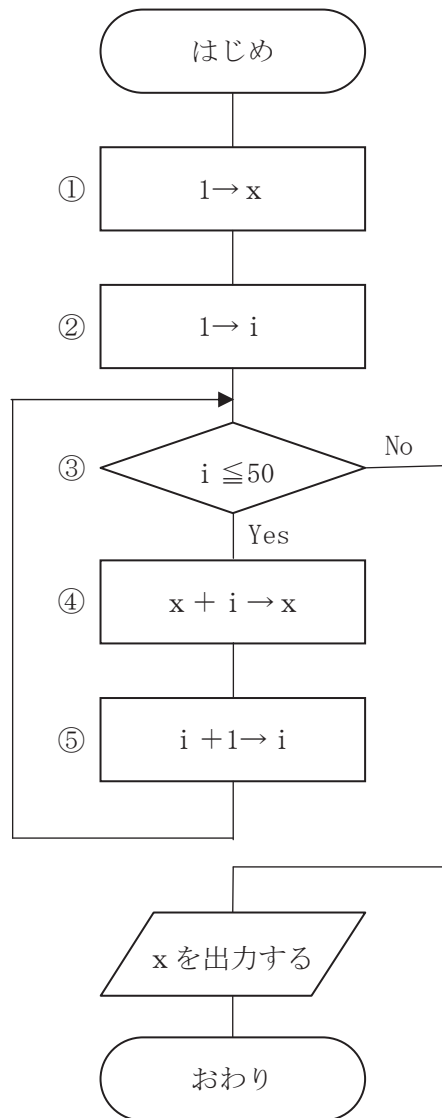 はじめ
① 1→x
② 1→i
③ i≦50 No
Yes
④ x+i→x
⑤ i+1→i
xを出力する
おわり